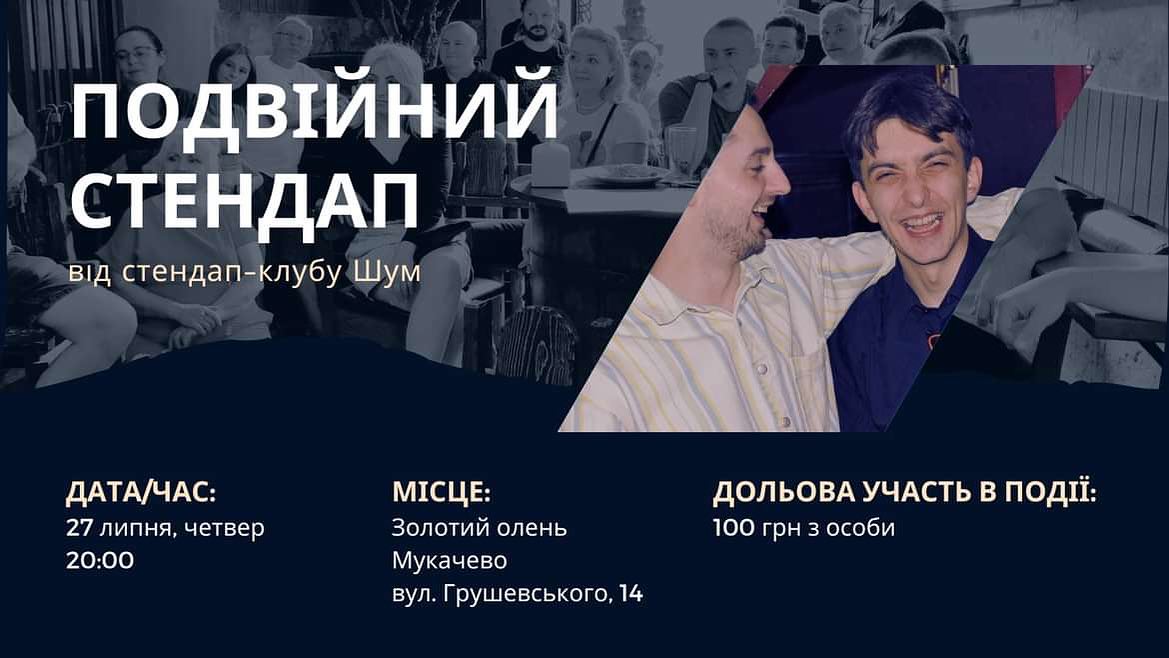 ПОДВІЙНИЙ
СТЕНДАП
від стендап-клубу Шум
ДАТА/ЧАС:
27 липня, четвер
20:00
МІСЦЕ:
Золотий олень
Мукачево
вул. Грушевського, 14
ДОЛЬОВА УЧАСТЬ В ПОДІЇ:
100 грн з особи